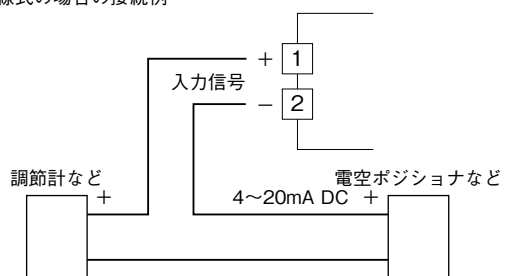 線式の場合の接続例
+ 1
入力信号
− 2
調節計など
電空ポジショナなど
+
4～20mA DC +